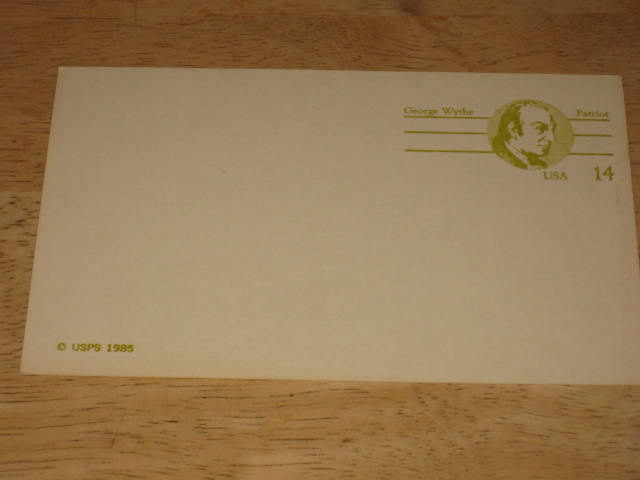 George Wythe Patriot
USA 14
© USPS 1985